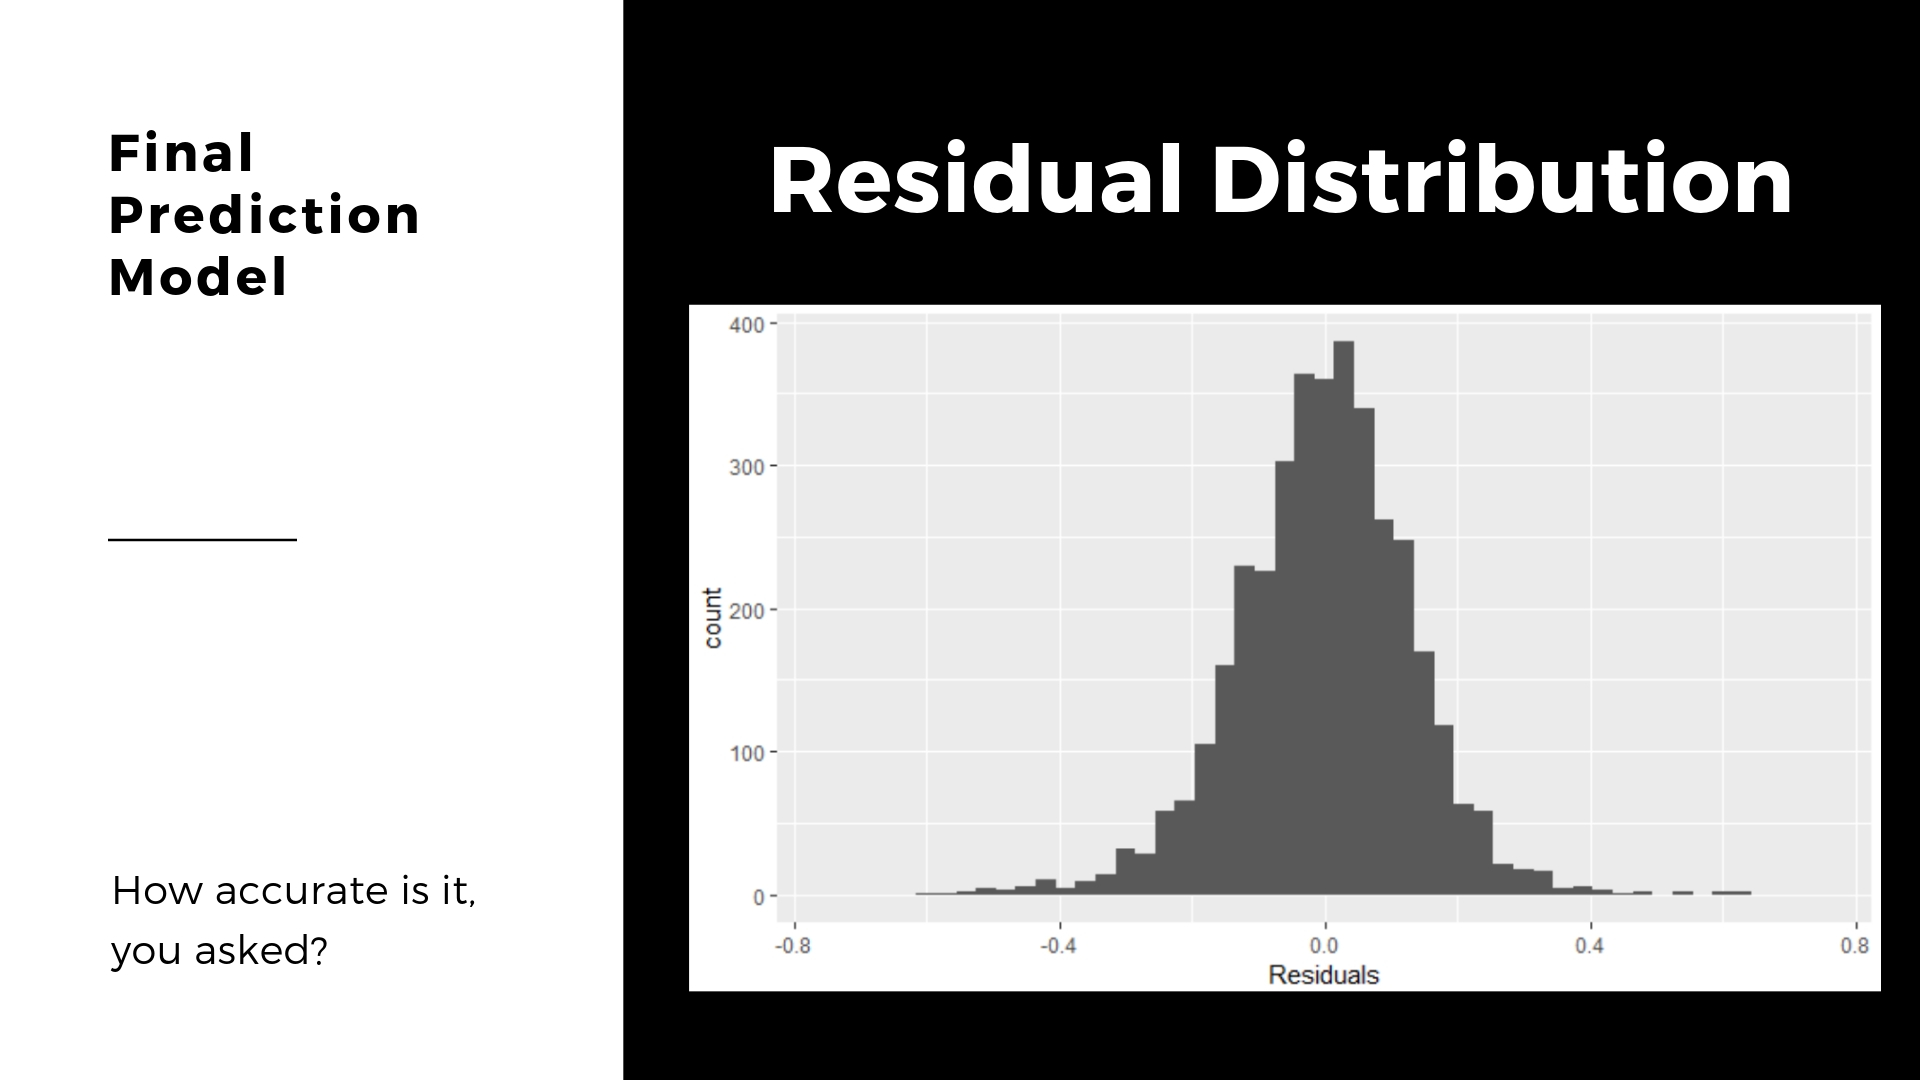 Final
Prediction
Model
How accurate is it,
you asked?
Residual Distribution
400
300
200
100
0
count
-0.8
-0.4
0.0
0.4
0.8
Residuals